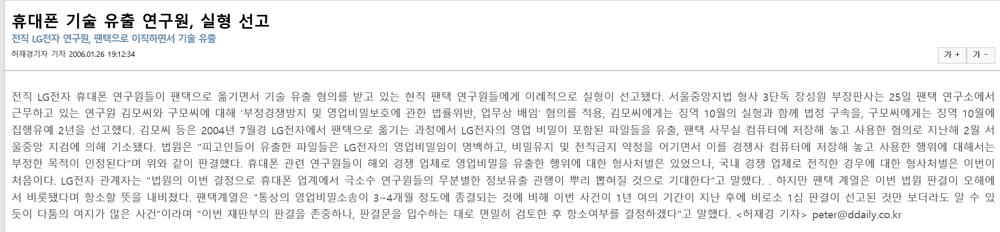 휴대폰 기술 유출 연구원, 실형 선고
전직 LG전자 연구원, 팬택으로 이직하면서 기술 유출
허재경기자 기자 2006.01.26 19:12:34
가 + 가 -
전직 LG전자 휴대폰 연구원들이 팬택으로 옮기면서 기술 유출 혐의를 받고 있는 현직 팬택 연구원들에게 이례적으로 실형이 선고됐다. 서울중앙지법 형사 3단독 장성원 부장판사는 25일 팬택 연구소에서
근무하고 있는 연구원 김모씨와 구모씨에 대해 ‘부정경쟁방지 및 영업비밀보호에 관한 법률위반, 업무상 배임’ 혐의를 적용, 김모씨에게는 징역 10월의 실형과 함께 법정 구속을, 구모씨에게는 징역 10월에
집행유예 2년을 선고했다. 김모씨 등은 2004년 7월경 LG전자에서 팬택으로 옮기는 과정에서 LG전자의 영업 비밀이 포함된 파일들을 유출, 팬택 사무실 컴퓨터에 저장해 놓고 사용한 혐의로 지난해 2월 서
울중앙 지검에 의해 기소됐다. 법원은 "피고인들이 유출한 파일들은 LG전자의 영업비밀임이 명백하고, 비밀유지 및 전직금지 약정을 어기면서 이를 경쟁사 컴퓨터에 저장해 놓고 사용한 행위에 대해서는
부정한 목적이 인정된다"며 위와 같이 판결했다. 휴대폰 관련 연구원들이 해외 경쟁 업체로 영업비밀을 유출한 행위에 대한 형사처벌은 있었으나, 국내 경쟁 업체로 전직한 경우에 대한 형사처벌은 이번이
처음이다. LG전자 관계자는 "법원의 이번 결정으로 휴대폰 업계에서 극소수 연구원들의 무분별한 정보유출 관행이 뿌리 뽑혀질 것으로 기대한다”고 말했다. . 하지만 팬택 계열은 이번 법원 판결이 오해에
서 비롯됐다며 항소할 뜻을 내비쳤다. 팬택계열은 "통상의 영업비밀소송이 3~4개월 정도에 종결되는 것에 비해 이번 사건이 1년 여의 기간이 지난 후에 비로소 1심 판결이 선고된 것만 보더라도 알 수 있
듯이 다툼의 여지가 많은 사건"이라며 "이번 재판부의 판결을 존중하나, 판결문을 입수하는 대로 면밀히 검토한 후 항소여부를 결정하겠다"고 말했다. <허재경 기자> peter@ddaily.co.kr